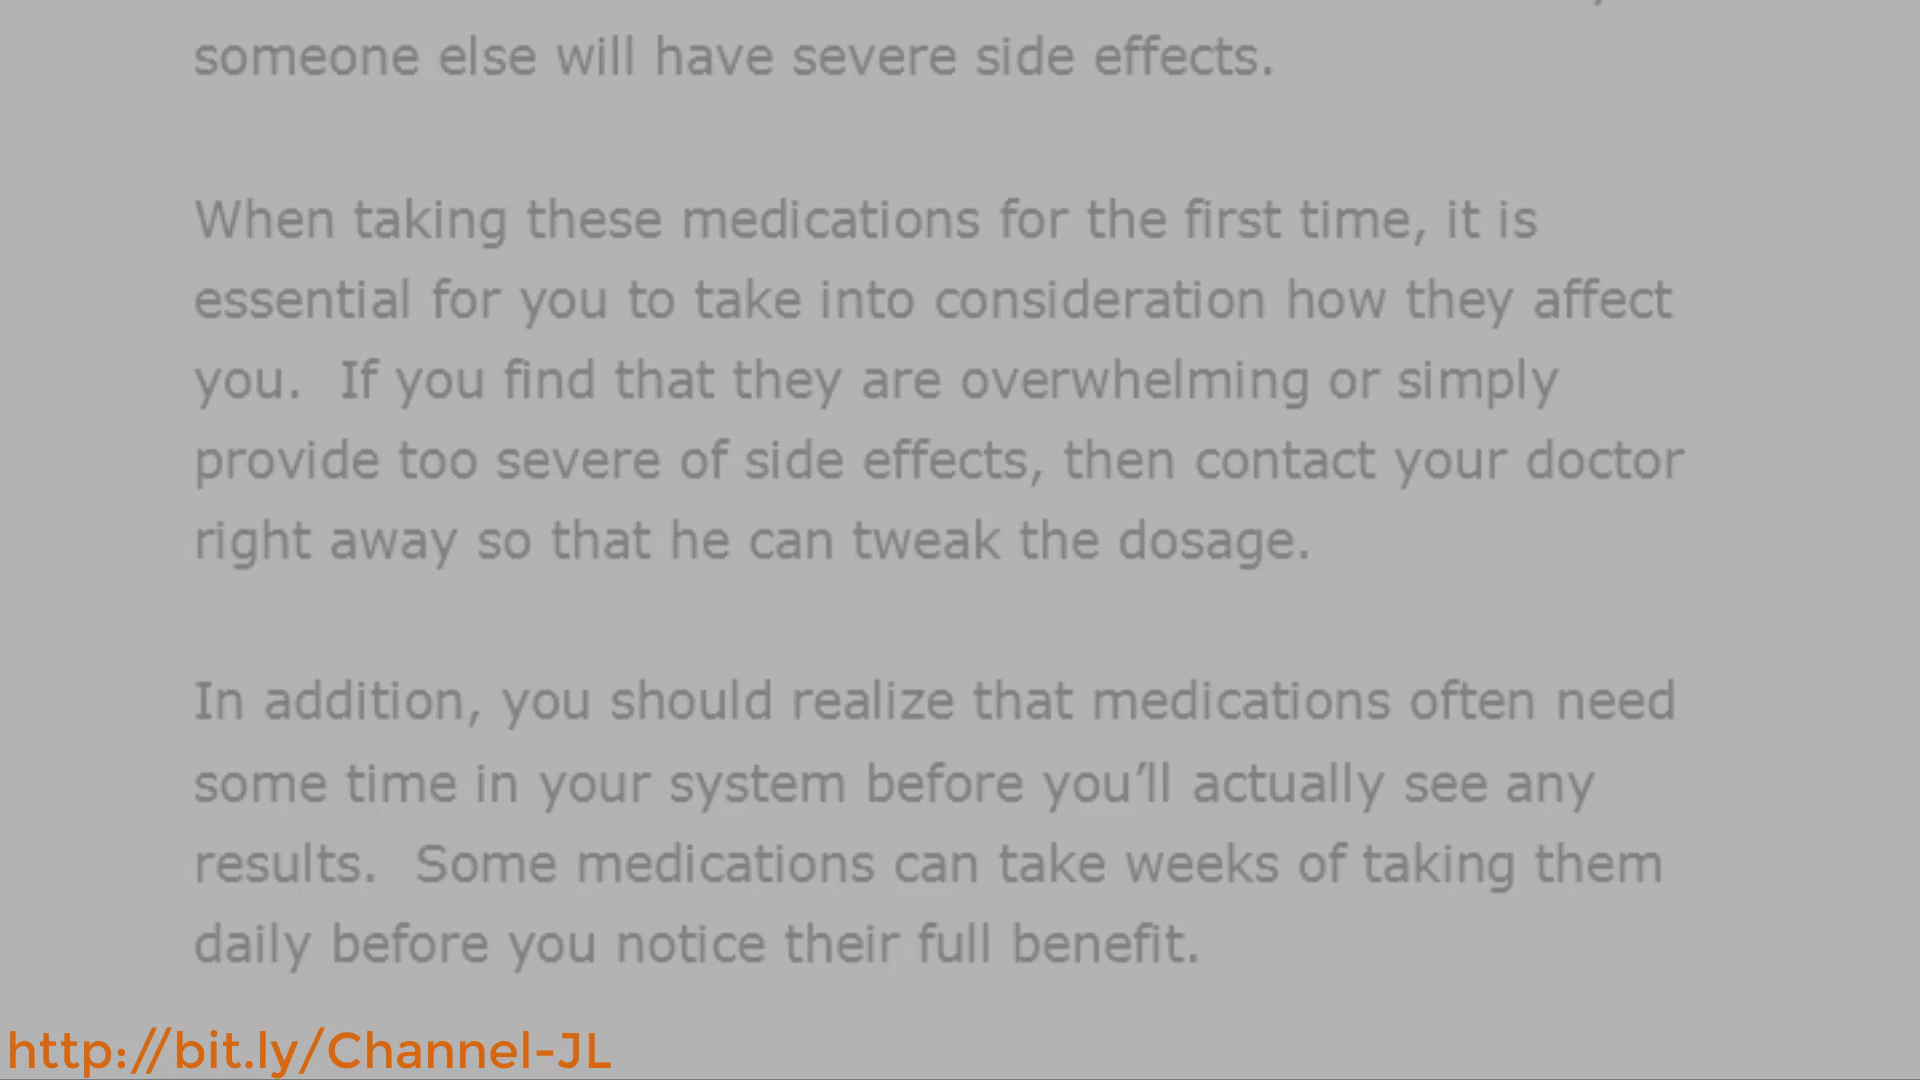 someone else will have severe side effects.
When taking these medications for the first time, it is
essential for you to take into consideration how they affect
you.  If you find that they are overwhelming or simply
provide too severe of side effects, then contact your doctor
right away so that he can tweak the dosage.
In addition, you should realize that medications often need
some time in your system before you’ll actually see any
results.  Some medications can take weeks of taking them
daily before you notice their full benefit.
http://bit.ly/Channel-JL